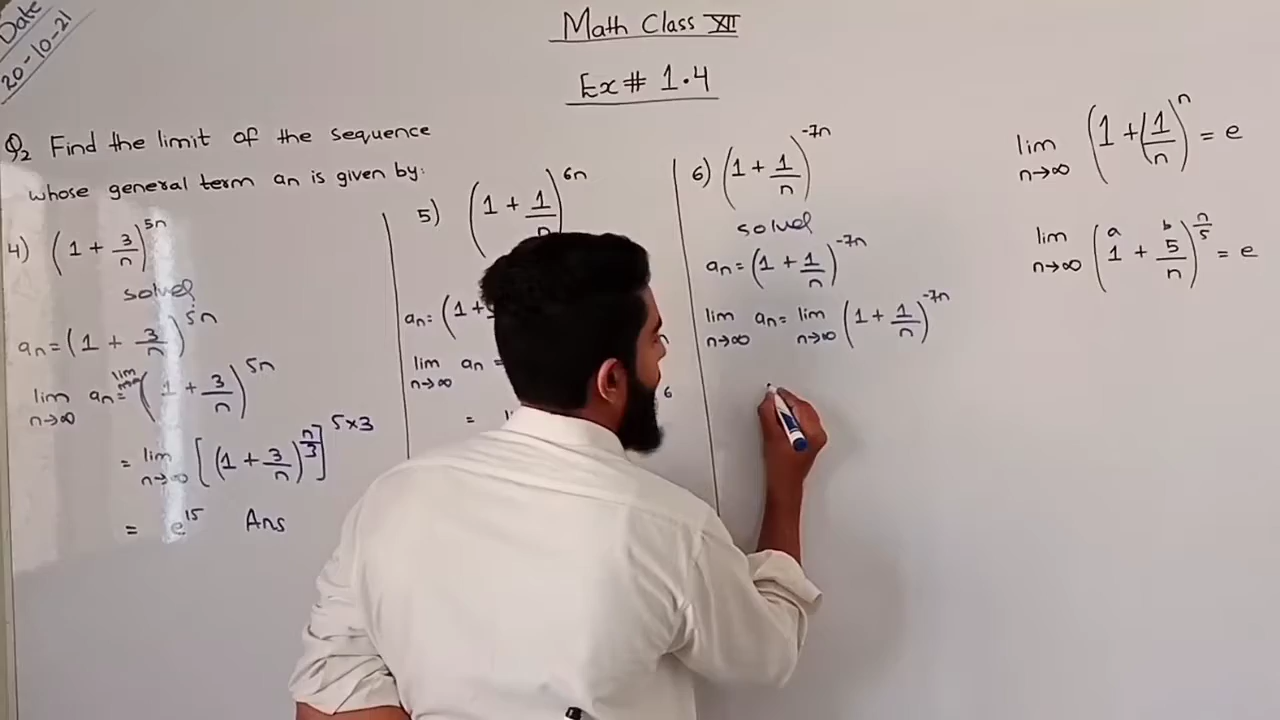 Date
20-10-21
Math Class XII
Ex# 1.4
Q2 Find the limit of the sequence
whose general term an is given by:
4) (1 + 3/n)^5n
solved
an = (1 + 3/n)^5n
lim n→∞ an = lim (1 + 3/n)^5n
= lim n→∞ [(1 + 3/n)^n/3]^5×3
= e^15 Ans
5) (1 + 1/n)^6n
an = (1 +
lim n→∞ an =
=
6
6) (1 + 1/n)^-7n
solved
an = (1 + 1/n)^-7n
lim n→∞ an = lim n→∞ (1 + 1/n)^-7n
lim n→∞ (1 + (1/n)^n = e
a b
lim n→∞ (1 + 5/n)^n/5 = e